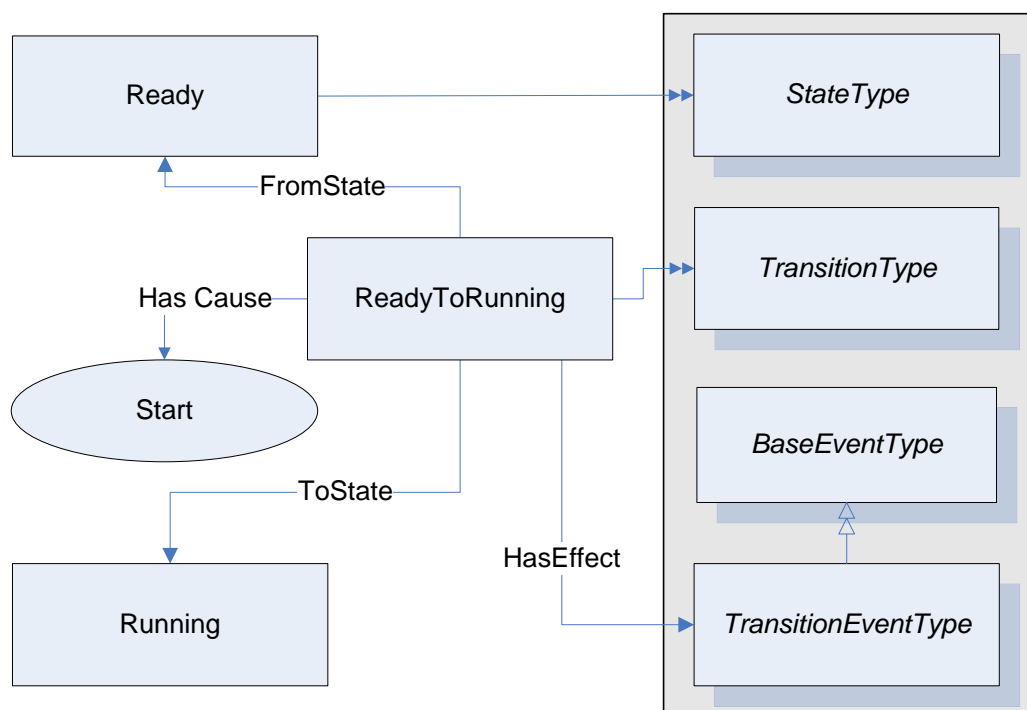 Ready
StateType
FromState
TransitionType
ReadyToRunning
Has Cause
Start
BaseEventType
ToState
HasEffect
Running
TransitionEventType